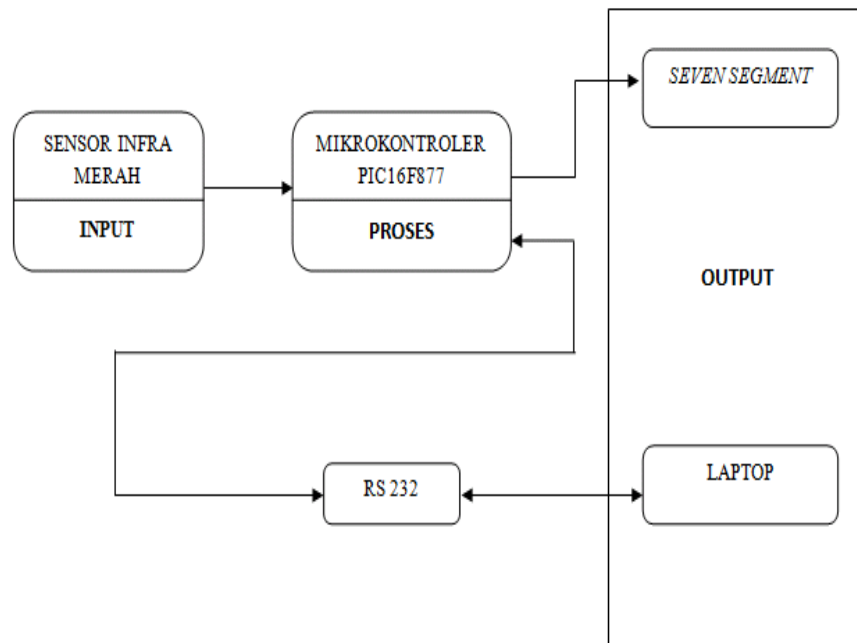 SEVEN SEGMENT
SENSOR INFRA
MERAH
INPUT
MIKROKONTROLER
PIC16F877
PROSES
OUTPUT
RS 232
LAPTOP